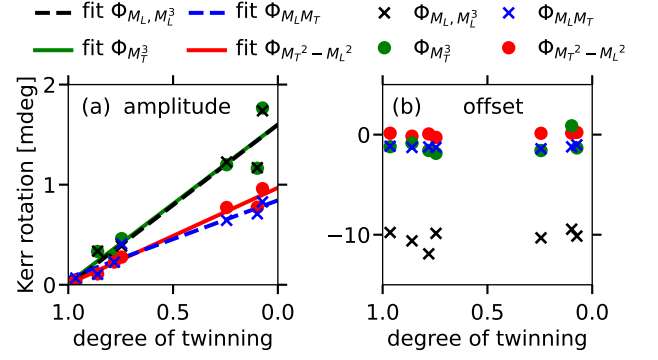 fit Φ_{M_L, M_L^3} fit Φ_{M_L M_T} Φ_{M_L, M_L^3} Φ_{M_L M_T}
fit Φ_{M_T^3} fit Φ_{M_T^2−M_L^2} Φ_{M_T^3} Φ_{M_T^2−M_L^2}
Kerr rotation [mdeg]
2
1
0
(a) amplitude
1.0 0.5 0.0
degree of twinning
0
−10
(b) offset
1.0 0.5 0.0
degree of twinning